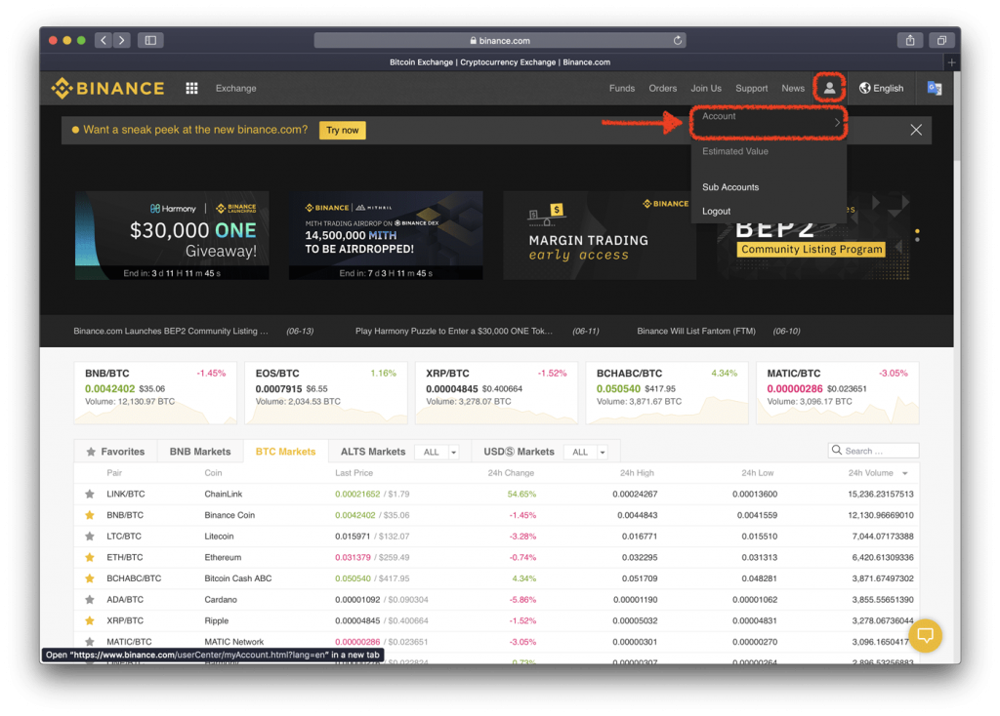 binance.com
Bitcoin Exchange | Cryptocurrency Exchange | Binance.com
BINANCE Exchange Funds Orders Join Us Support News English
Want a sneak peek at the new binance.com? Try now
Account
Estimated Value
Sub Accounts
Logout
Harmony | BINANCE LAUNCHPAD
$30,000 ONE
Giveaway!
End in: 3 d 11 H 11 m 45 s
BINANCE | MITHRIL
MITH TRADING AIRDROP ON BINANCE DEX
14,500,000 MITH
TO BE AIRDROPPED!
End in: 7 d 3 H 11 m 45 s
BINANCE
MARGIN TRADING
early access
BEP2
Community Listing Program
Binance.com Launches BEP2 Community Listing ... (06-13) Play Harmony Puzzle to Enter a $30,000 ONE Tok... (06-11) Binance Will List Fantom (FTM) (06-10)
BNB/BTC -1.45% EOS/BTC 1.16% XRP/BTC -1.52% BCHABC/BTC 4.34% MATIC/BTC -3.05%
0.0042402 $35.06 0.0007915 $6.55 0.00004845 $0.400664 0.050540 $417.95 0.00000286 $0.023651
Volume: 12,130.97 BTC Volume: 2,034.53 BTC Volume: 3,278.07 BTC Volume: 3,871.67 BTC Volume: 3,096.17 BTC
Favorites BNB Markets BTC Markets ALTS Markets ALL USDⓈ Markets ALL Search ...
Pair Coin Last Price 24h Change 24h High 24h Low 24h Volume
LINK/BTC ChainLink 0.00021652 / $1.79 54.65% 0.00024267 0.00013600 15,236.23157513
BNB/BTC Binance Coin 0.0042402 / $35.06 -1.45% 0.0044843 0.0041559 12,130.96669010
LTC/BTC Litecoin 0.015971 / $132.07 -3.28% 0.016771 0.015510 7,044.07173388
ETH/BTC Ethereum 0.031379 / $259.49 -0.74% 0.032295 0.031313 6,420.61309336
BCHABC/BTC Bitcoin Cash ABC 0.050540 / $417.95 4.34% 0.051709 0.048281 3,871.67497302
ADA/BTC Cardano 0.00001092 / $0.090304 -5.86% 0.00001190 0.00001062 3,855.55651390
XRP/BTC Ripple 0.00004845 / $0.400664 -1.52% 0.00005032 0.00004831 3,278.06736044
MATIC/BTC MATIC Network 0.00000286 / $0.023651 -3.05% 0.00000301 0.00000270
Open "https://www.binance.com/userCenter/myAccount.html?lang=en" in a new tab